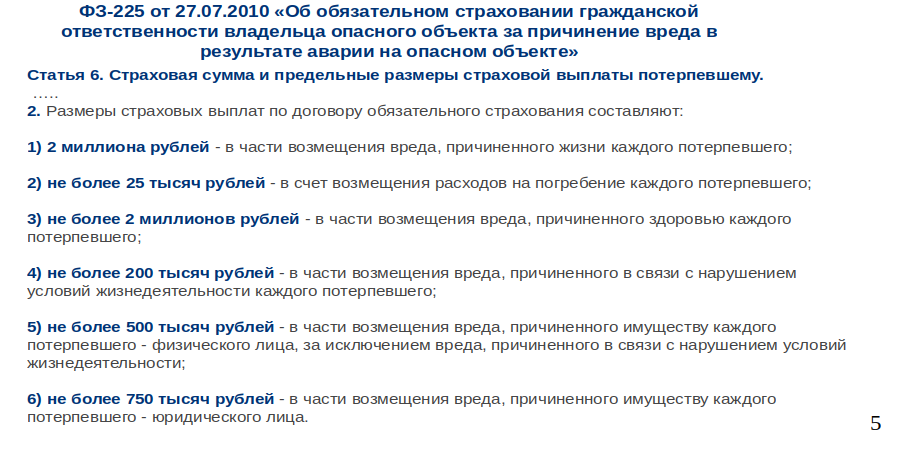 ФЗ-225 от 27.07.2010 «Об обязательном страховании гражданской
ответственности владельца опасного объекта за причинение вреда в
результате аварии на опасном объекте»
Статья 6. Страховая сумма и предельные размеры страховой выплаты потерпевшему.
.....
2. Размеры страховых выплат по договору обязательного страхования составляют:
1) 2 миллиона рублей - в части возмещения вреда, причиненного жизни каждого потерпевшего;
2) не более 25 тысяч рублей - в счет возмещения расходов на погребение каждого потерпевшего;
3) не более 2 миллионов рублей - в части возмещения вреда, причиненного здоровью каждого
потерпевшего;
4) не более 200 тысяч рублей - в части возмещения вреда, причиненного в связи с нарушением
условий жизнедеятельности каждого потерпевшего;
5) не более 500 тысяч рублей - в части возмещения вреда, причиненного имуществу каждого
потерпевшего - физического лица, за исключением вреда, причиненного в связи с нарушением условий
жизнедеятельности;
6) не более 750 тысяч рублей - в части возмещения вреда, причиненного имуществу каждого
потерпевшего - юридического лица.
5